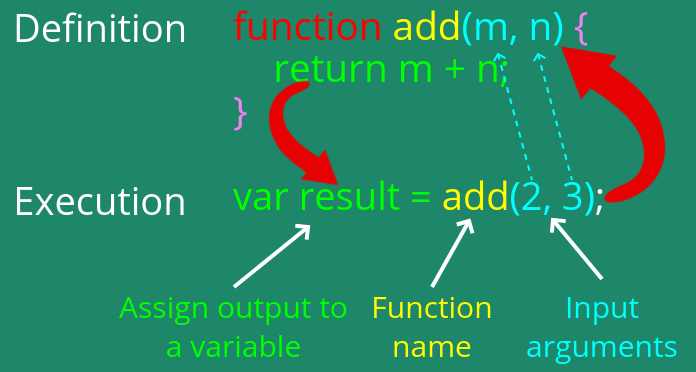 Definition function add(m, n) {
return m + n;
}
Execution var result = add(2, 3);
Assign output to
a variable
Function
name
Input
arguments